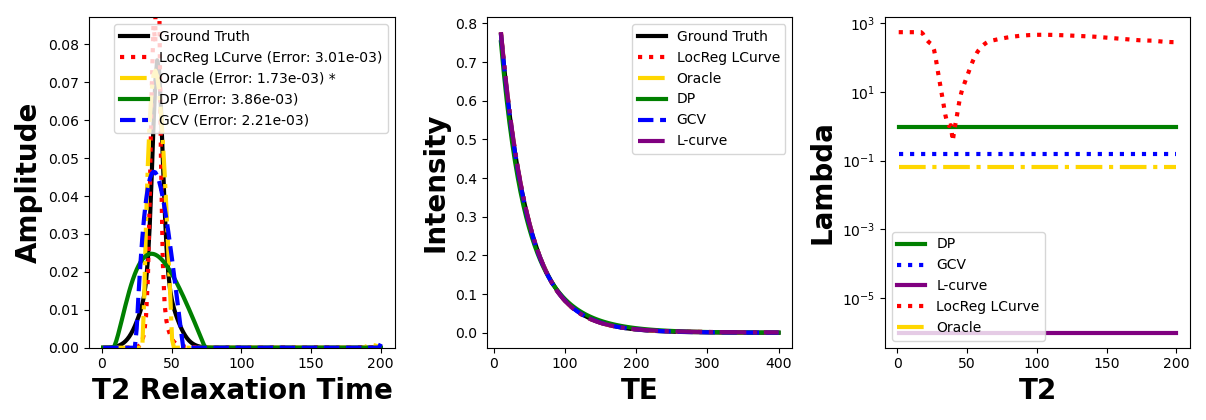 Amplitude
0.08
0.07
0.06
0.05
0.04
0.03
0.02
0.01
0.00
Ground Truth
LocReg LCurve (Error: 3.01e-03)
Oracle (Error: 1.73e-03) *
DP (Error: 3.86e-03)
GCV (Error: 2.21e-03)
0 50 100 150 200
T2 Relaxation Time
Intensity
0.8
0.7
0.6
0.5
0.4
0.3
0.2
0.1
0.0
Ground Truth
LocReg LCurve
Oracle
DP
GCV
L-curve
0 100 200 300 400
TE
Lambda
10³
10¹
10⁻¹
10⁻³
10⁻⁵
DP
GCV
L-curve
LocReg LCurve
Oracle
0 50 100 150 200
T2